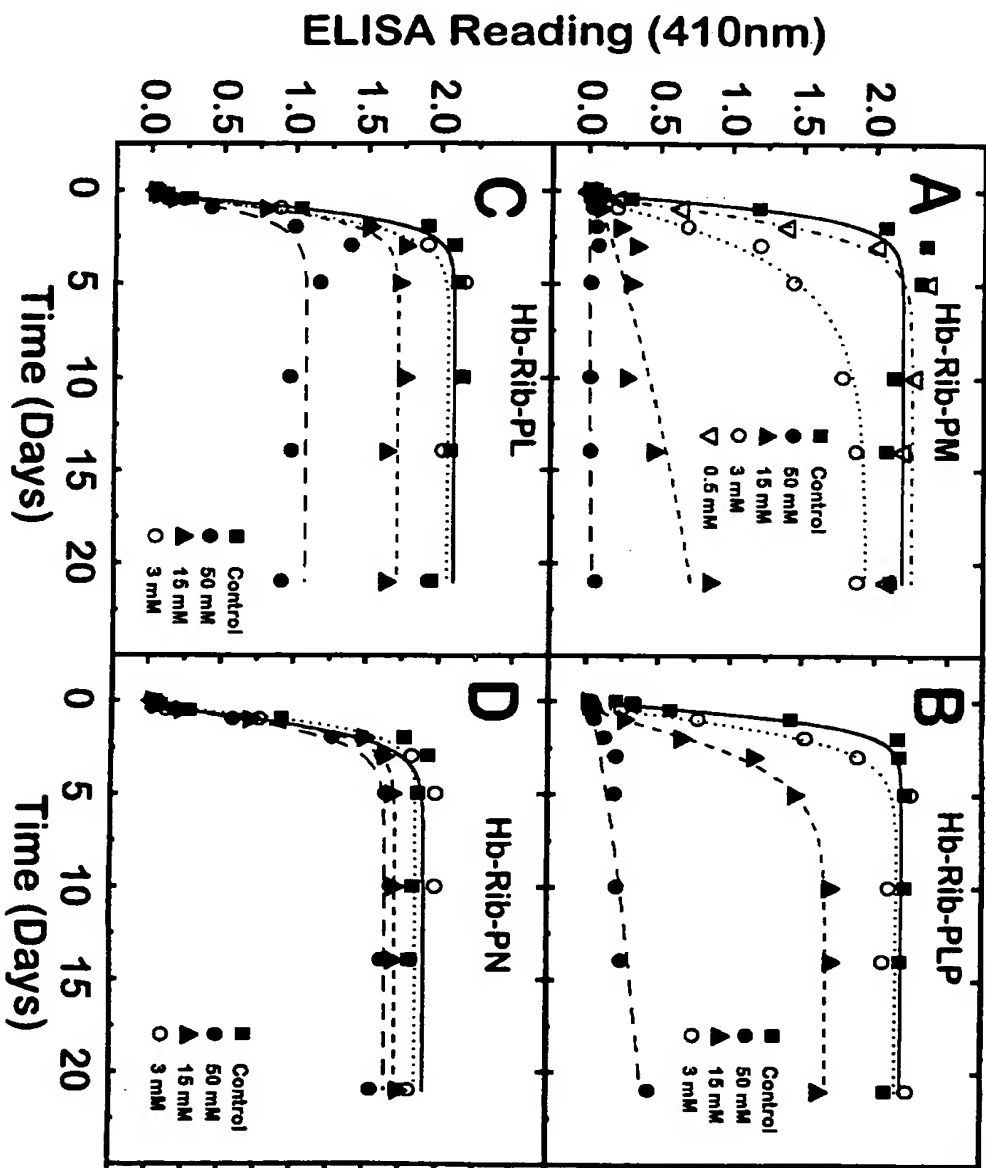 ELISA Reading (410nm)
2.0
1.5
1.0
0.5
0.0
A
Hb-Rib-PM
Control
50 mM
15 mM
3 mM
0.5 mM
B
Hb-Rib-PLP
Control
50 mM
15 mM
3 mM
2.0
1.5
1.0
0.5
0.0
C
Hb-Rib-PL
Control
50 mM
15 mM
3 mM
D
Hb-Rib-PN
Control
50 mM
15 mM
3 mM
0 5 10 15 20
0 5 10 15 20
Time (Days)
Time (Days)